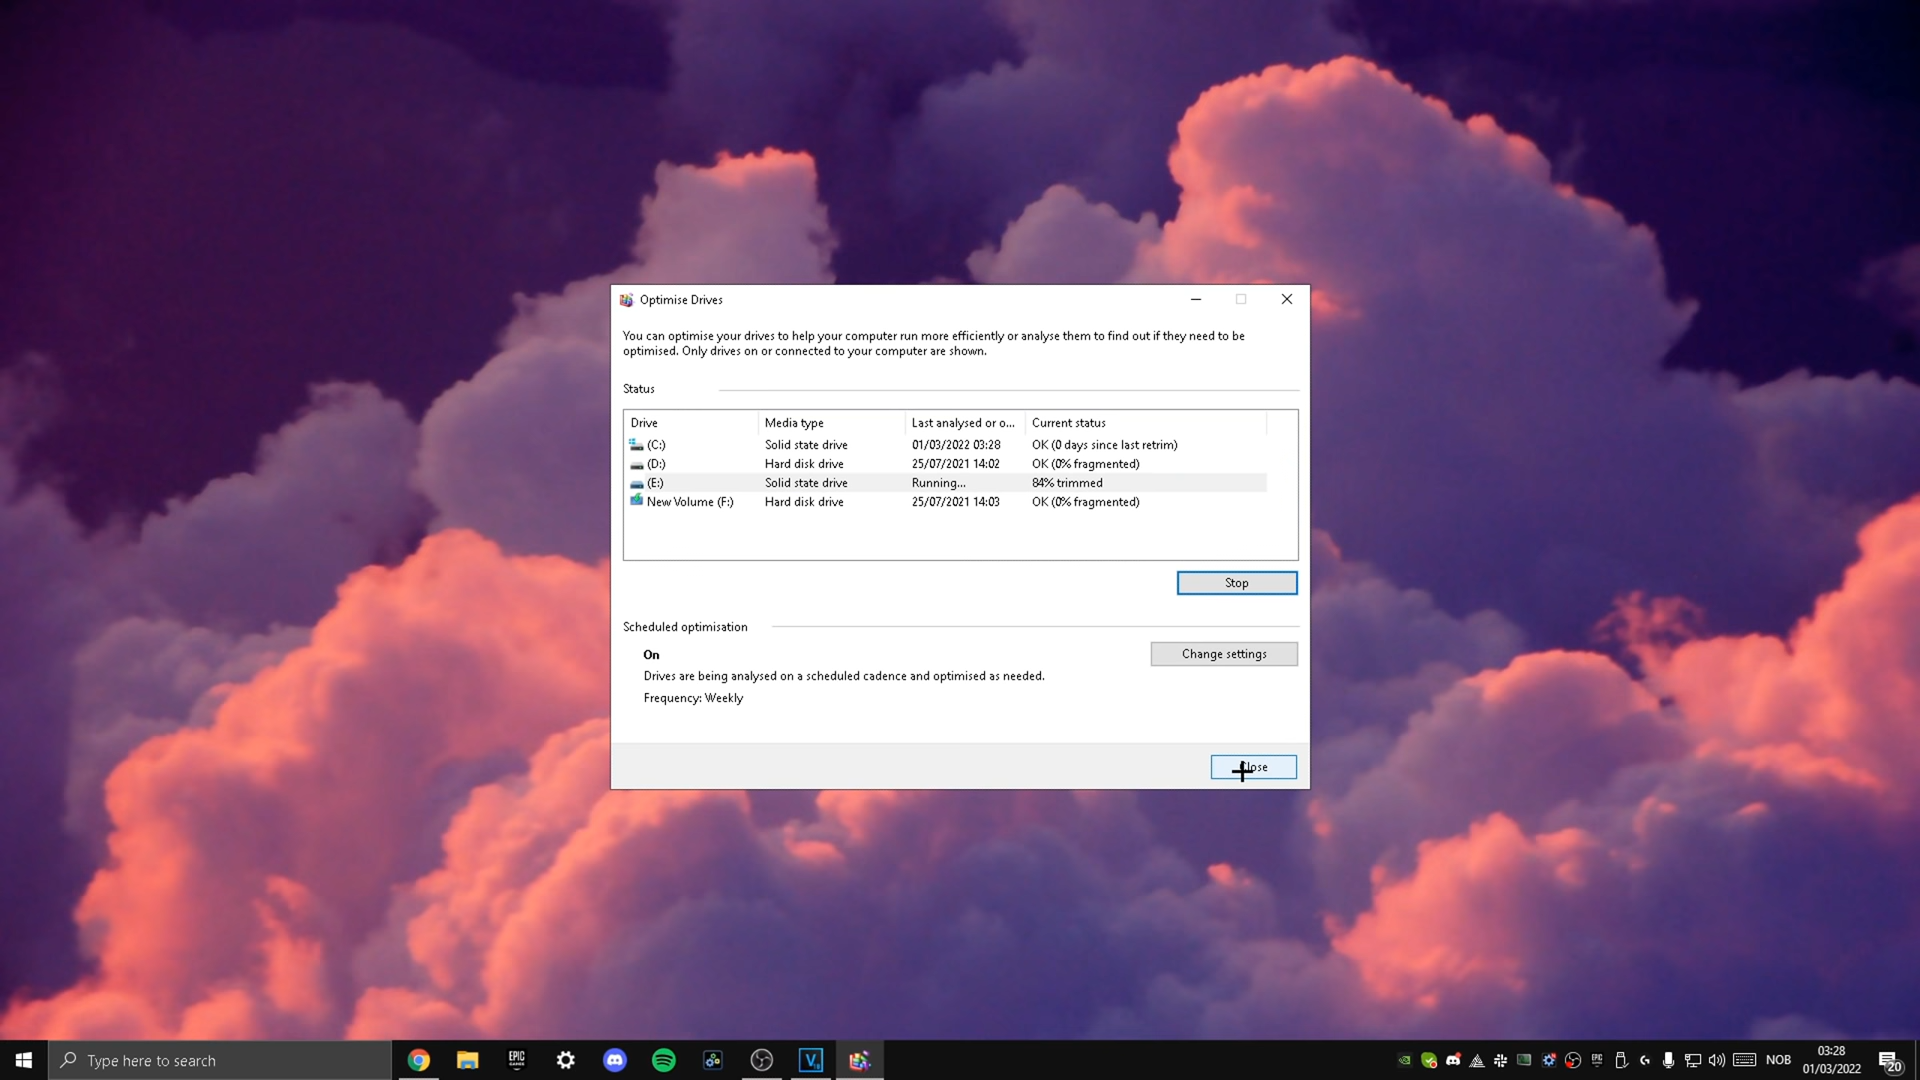 Optimise Drives
You can optimise your drives to help your computer run more efficiently or analyse them to find out if they need to be
optimised. Only drives on or connected to your computer are shown.
Status
Drive Media type Last analysed or o... Current status
(C:) Solid state drive 01/03/2022 03:28 OK (0 days since last retrim)
(D:) Hard disk drive 25/07/2021 14:02 OK (0% fragmented)
(E:) Solid state drive Running... 84% trimmed
New Volume (F:) Hard disk drive 25/07/2021 14:03 OK (0% fragmented)
Stop
Scheduled optimisation
On
Change settings
Drives are being analysed on a scheduled cadence and optimised as needed.
Frequency: Weekly
Close
Type here to search
EPIC
GAMES
V
NOB
03:28
01/03/2022
20